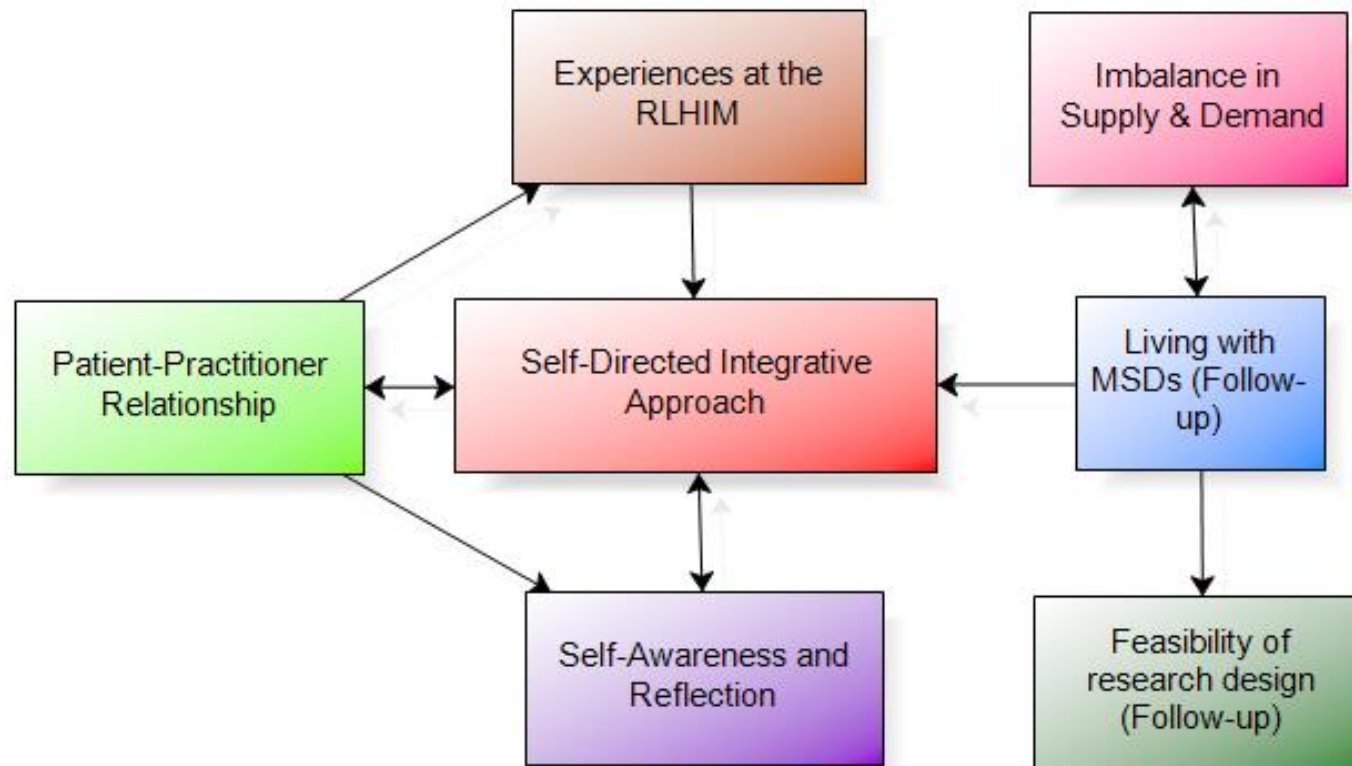 Experiences at the
RLHIM
Imbalance in
Supply & Demand
Patient-Practitioner
Relationship
Self-Directed Integrative
Approach
Living with
MSDs (Follow-
up)
Self-Awareness and
Reflection
Feasibility of
research design
(Follow-up)